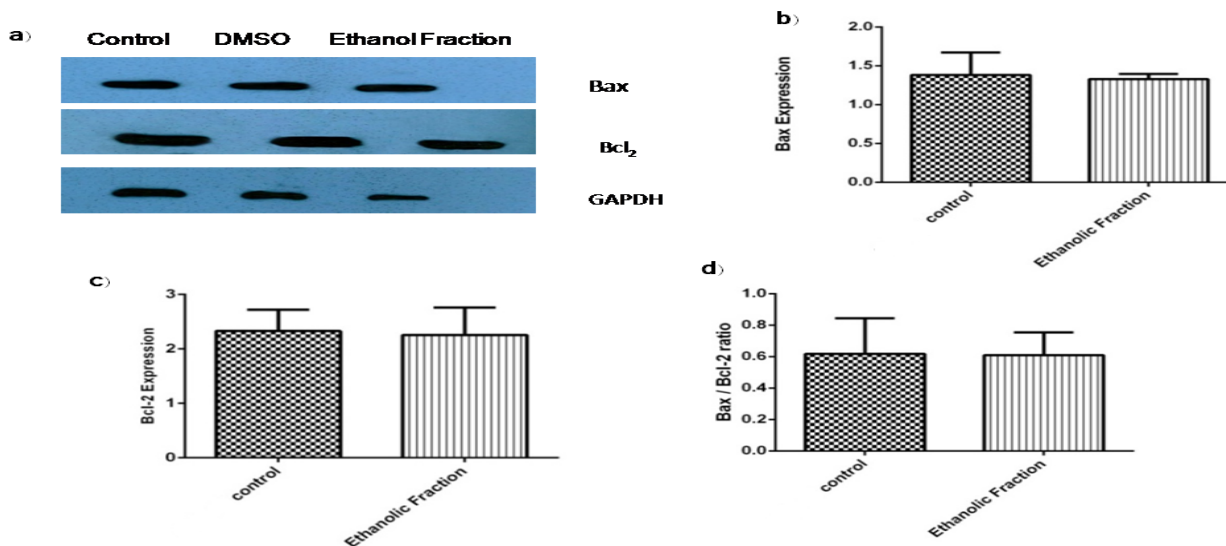 a)
Control DMSO Ethanol Fraction
Bax
Bcl2
GAPDH
b)
Bax Expression
2.0
1.5
1.0
0.5
0.0
control
Ethanolic Fraction
c)
Bcl-2 Expression
3
2
1
0
control
Ethanolic Fraction
d)
Bax / Bcl-2 ratio
1.0
0.8
0.6
0.4
0.2
0.0
control
Ethanolic Fraction